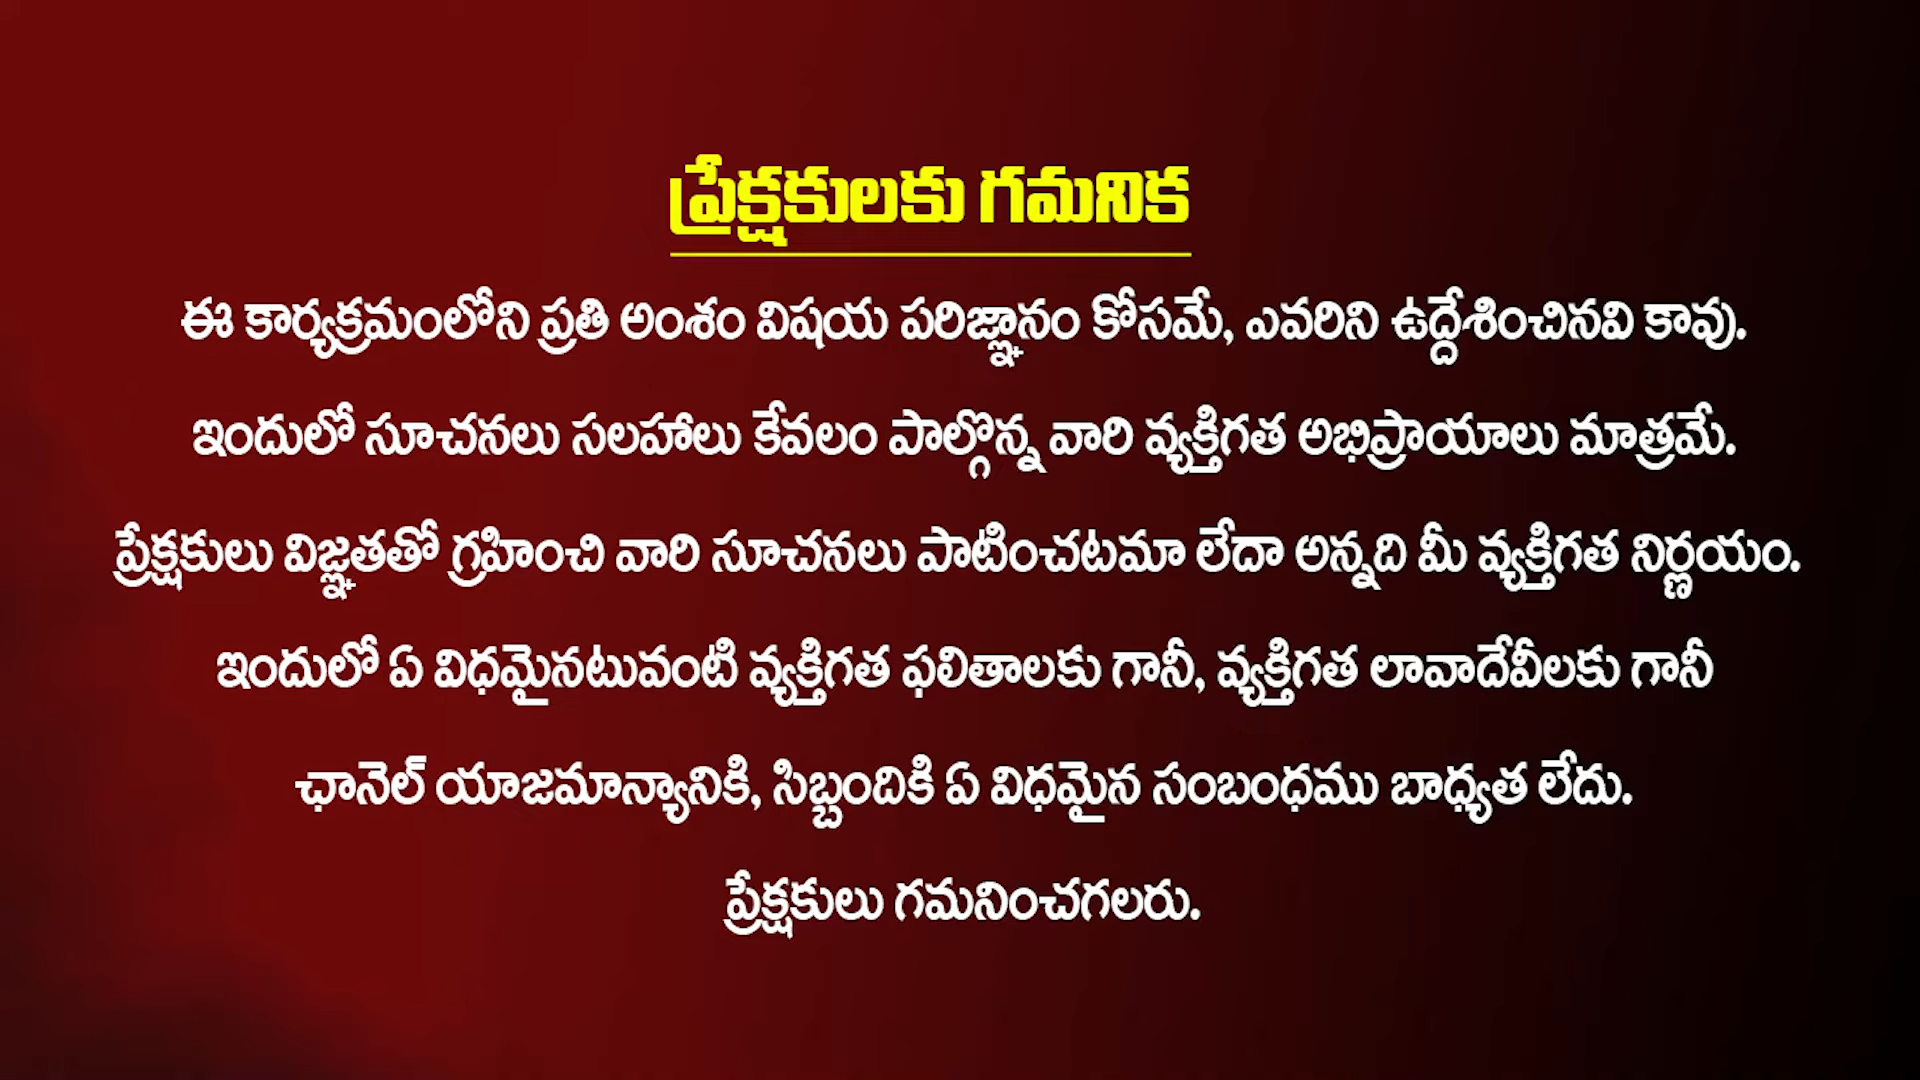 ప్రేక్షకులకు గమనిక
ఈ కార్యక్రమంలోని ప్రతి అంశం విషయ పరిజ్ఞానం కోసమే, ఎవరిని ఉద్దేశించినవి కావు.
ఇందులో సూచనలు సలహాలు కేవలం పాల్గొన్న వారి వ్యక్తిగత అభిప్రాయాలు మాత్రమే.
ప్రేక్షకులు విజ్ఞతతో గ్రహించి వారి సూచనలు పాటించటమా లేదా అన్నది మీ వ్యక్తిగత నిర్ణయం.
ఇందులో ఏ విధమైనటువంటి వ్యక్తిగత ఫలితాలకు గానీ, వ్యక్తిగత లావాదేవీలకు గానీ
ఛానెల్ యాజమాన్యానికి, సిబ్బందికి ఏ విధమైన సంబంధము బాధ్యత లేదు.
ప్రేక్షకులు గమనించగలరు.